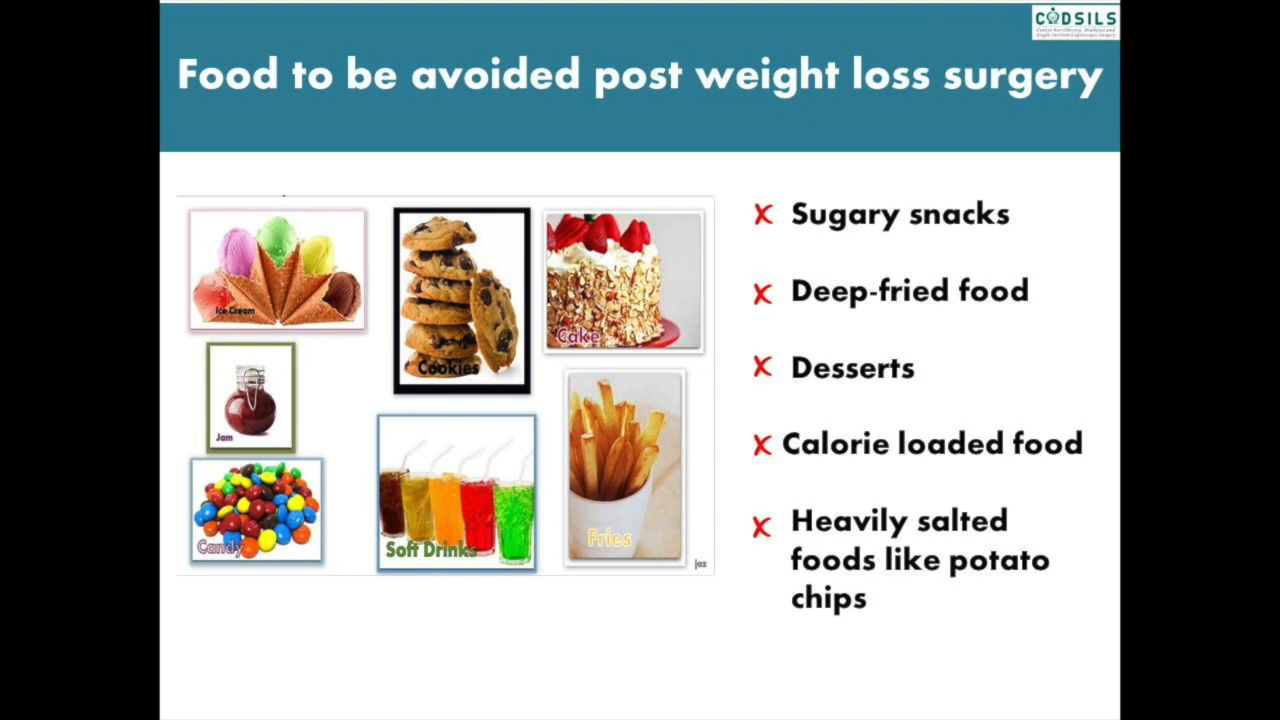 CODSILS
Centre For Obesity, Diabetes and
Single Incision Laparoscopic Surgery
Food to be avoided post weight loss surgery
Ice Cream
Cookies
Cake
Jam
Candy
Soft Drinks
Fries
jax
Sugary snacks
Deep-fried food
Desserts
Calorie loaded food
Heavily salted
foods like potato
chips